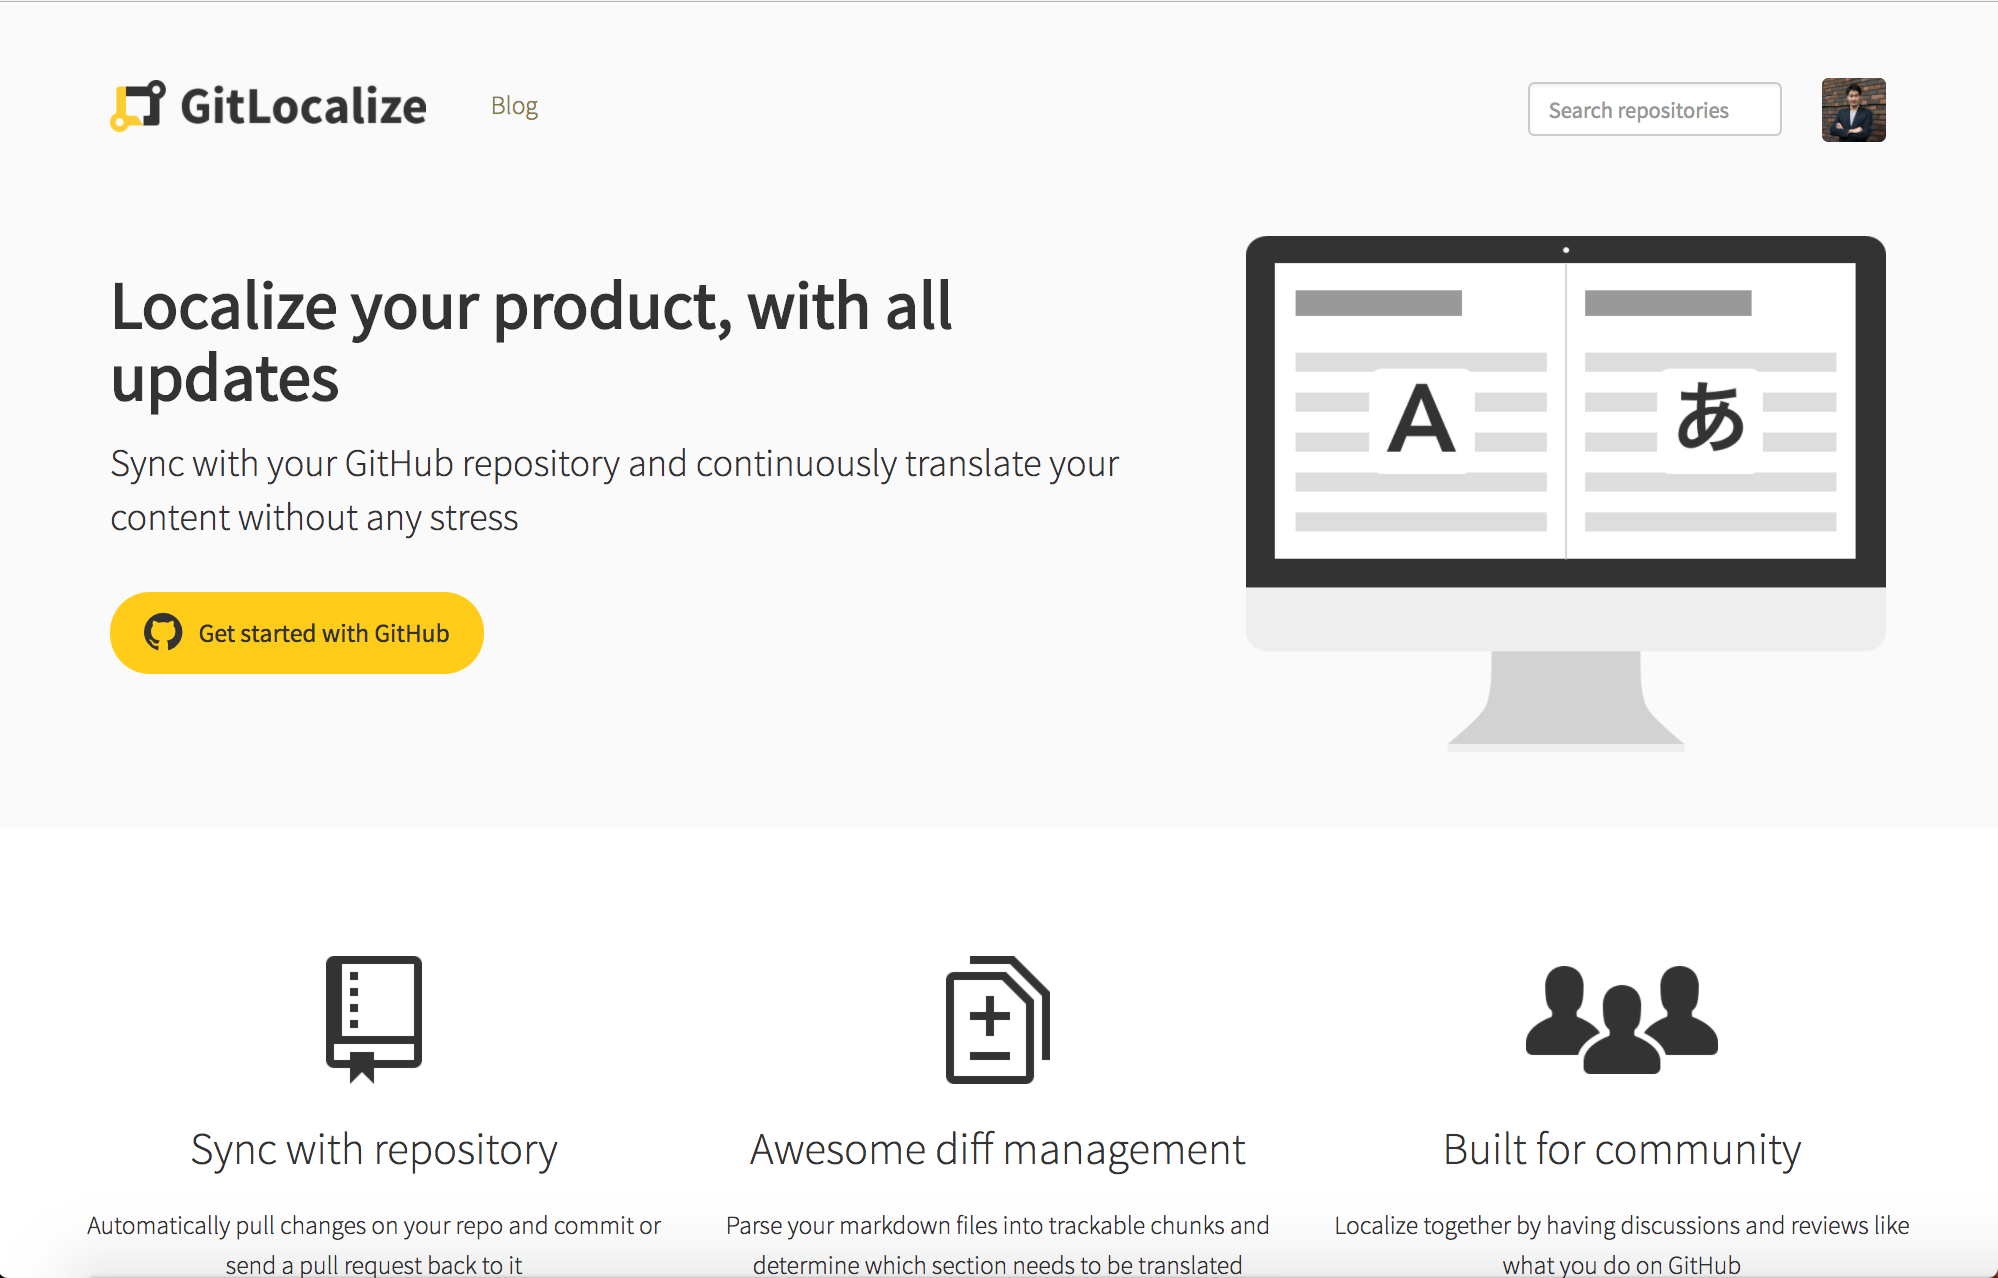 GitLocalize
Blog
Search repositories
Localize your product, with all
updates
Sync with your GitHub repository and continuously translate your
content without any stress
Get started with GitHub
A
あ
Sync with repository
Automatically pull changes on your repo and commit or
send a pull request back to it
Awesome diff management
Parse your markdown files into trackable chunks and
determine which section needs to be translated
Built for community
Localize together by having discussions and reviews like
what you do on GitHub